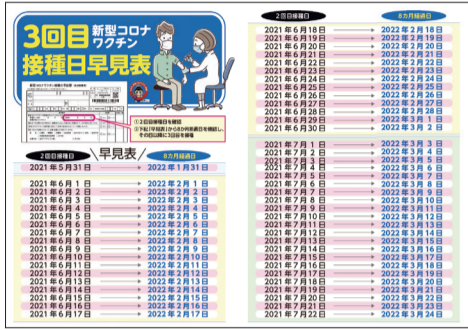 3回目 新型コロナ
ワクチン
接種日早見表
①2回目接種日を確認
②下記「早見表」から8か月経過日を確認し、
その日以降に3回目を接種
2回目接種日 早見表 8カ月経過日
2021年5月31日 → 2022年1月31日
2021年6月1日 → 2022年2月1日
2021年6月2日 → 2022年2月2日
2021年6月3日 → 2022年2月3日
2021年6月4日 → 2022年2月4日
2021年6月5日 → 2022年2月5日
2021年6月6日 → 2022年2月6日
2021年6月7日 → 2022年2月7日
2021年6月8日 → 2022年2月8日
2021年6月9日 → 2022年2月9日
2021年6月10日 → 2022年2月10日
2021年6月11日 → 2022年2月11日
2021年6月12日 → 2022年2月12日
2021年6月13日 → 2022年2月13日
2021年6月14日 → 2022年2月14日
2021年6月15日 → 2022年2月15日
2021年6月16日 → 2022年2月16日
2021年6月17日 → 2022年2月17日
2回目接種日 8カ月経過日
2021年6月18日 → 2022年2月18日
2021年6月19日 → 2022年2月19日
2021年6月20日 → 2022年2月20日
2021年6月21日 → 2022年2月21日
2021年6月22日 → 2022年2月22日
2021年6月23日 → 2022年2月23日
2021年6月24日 → 2022年2月24日
2021年6月25日 → 2022年2月25日
2021年6月26日 → 2022年2月26日
2021年6月27日 → 2022年2月27日
2021年6月28日 → 2022年2月28日
2021年6月29日 → 2022年3月1日
2021年6月30日 → 2022年3月2日
2021年7月1日 → 2022年3月3日
2021年7月2日 → 2022年3月4日
2021年7月3日 → 2022年3月5日
2021年7月4日 → 2022年3月6日
2021年7月5日 → 2022年3月7日
2021年7月6日 → 2022年3月8日
2021年7月7日 → 2022年3月9日
2021年7月8日 → 2022年3月10日
2021年7月9日 → 2022年3月11日
2021年7月10日 → 2022年3月12日
2021年7月11日 → 2022年3月13日
2021年7月12日 → 2022年3月14日
2021年7月13日 → 2022年3月15日
2021年7月14日 → 2022年3月16日
2021年7月15日 → 2022年3月17日
2021年7月16日 → 2022年3月18日
2021年7月17日 → 2022年3月19日
2021年7月18日 → 2022年3月20日
2021年7月19日 → 2022年3月21日
2021年7月20日 → 2022年3月22日
2021年7月21日 → 2022年3月23日
2021年7月22日 → 2022年3月24日